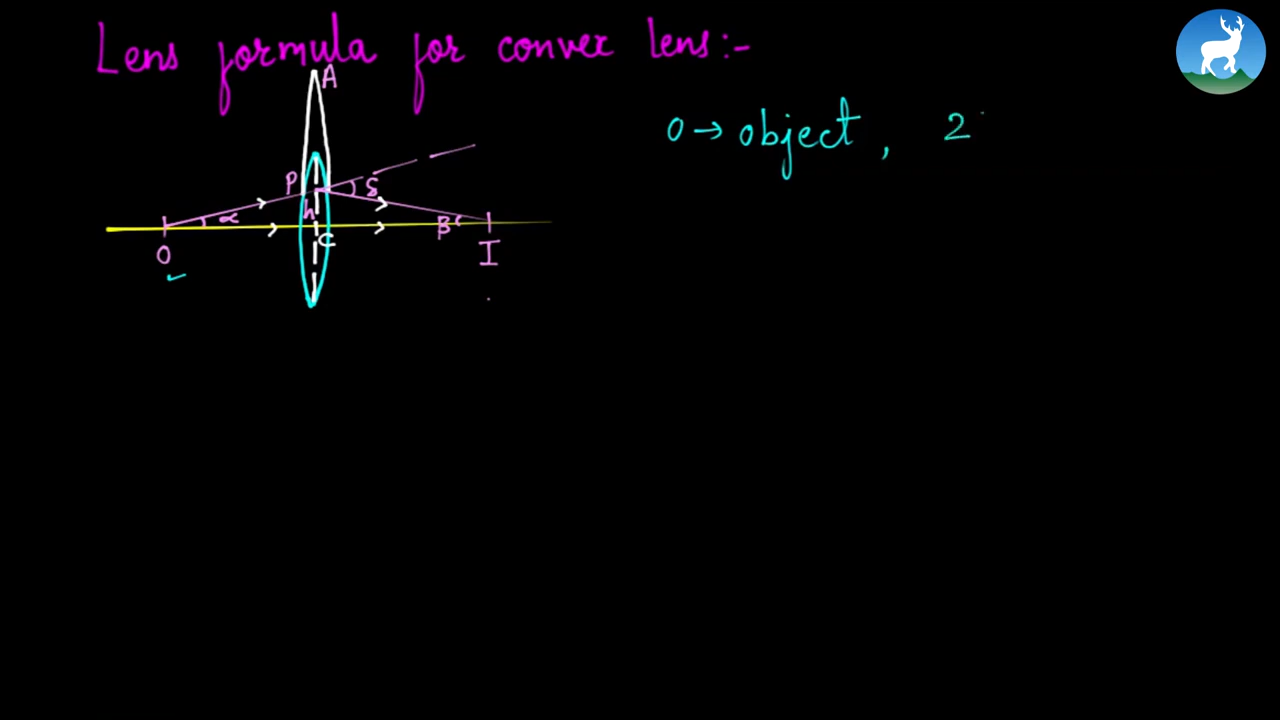 Lens formula for convex lens:-
A
O → object , 2
P δ
h
α
C β
O I